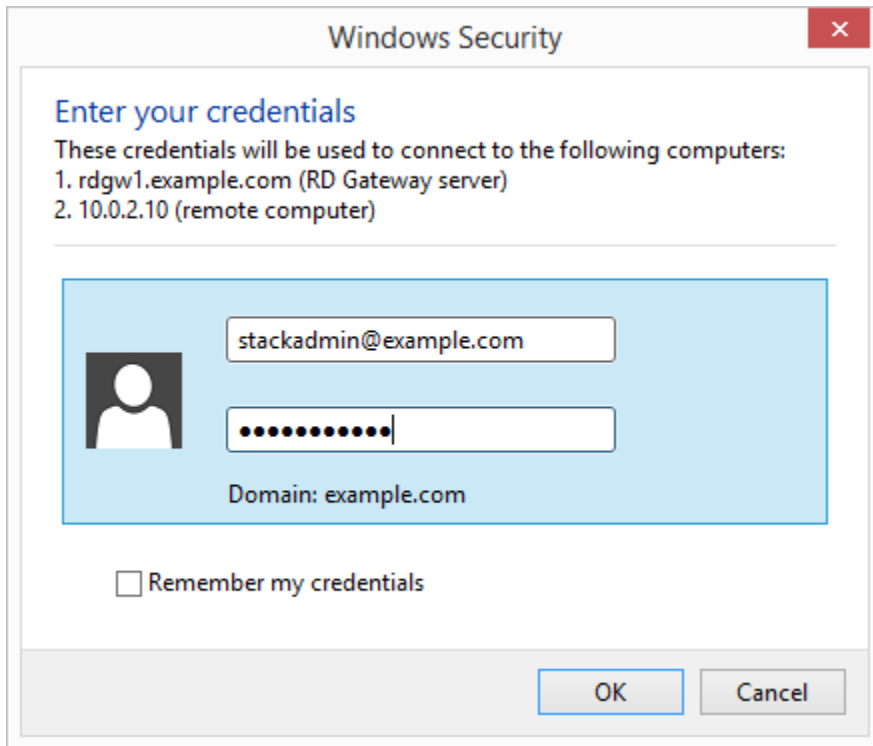 Windows Security
Enter your credentials
These credentials will be used to connect to the following computers:
1. rdgw1.example.com (RD Gateway server)
2. 10.0.2.10 (remote computer)
stackadmin@example.com
●●●●●●●●●●●
Domain: example.com
Remember my credentials
OK
Cancel